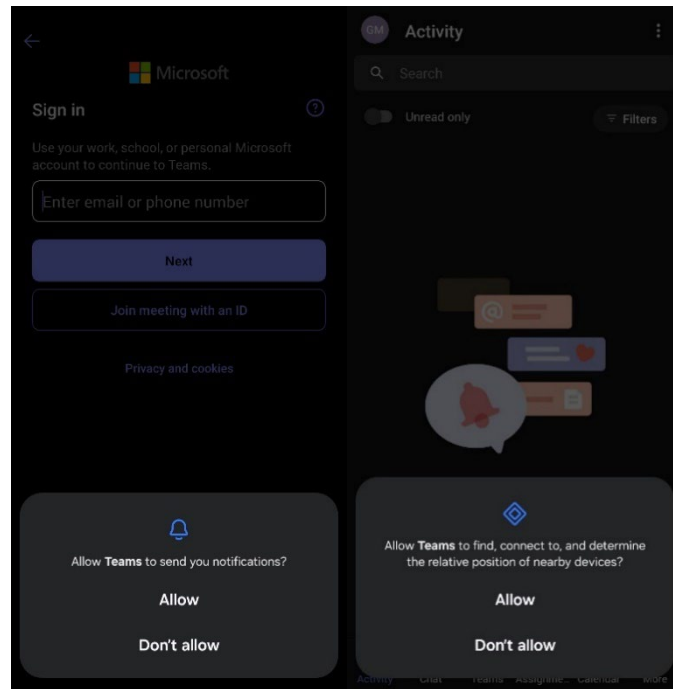 Microsoft
Sign in
Use your work, school, or personal Microsoft
account to continue to Teams.
Enter email or phone number
Next
Join meeting with an ID
Privacy and cookies
Allow Teams to send you notifications?
Allow
Don't allow
GM
Activity
Search
Unread only
Filters
Allow Teams to find, connect to, and determine
the relative position of nearby devices?
Allow
Don't allow
Activity Chat Teams Assignme... Calendar More